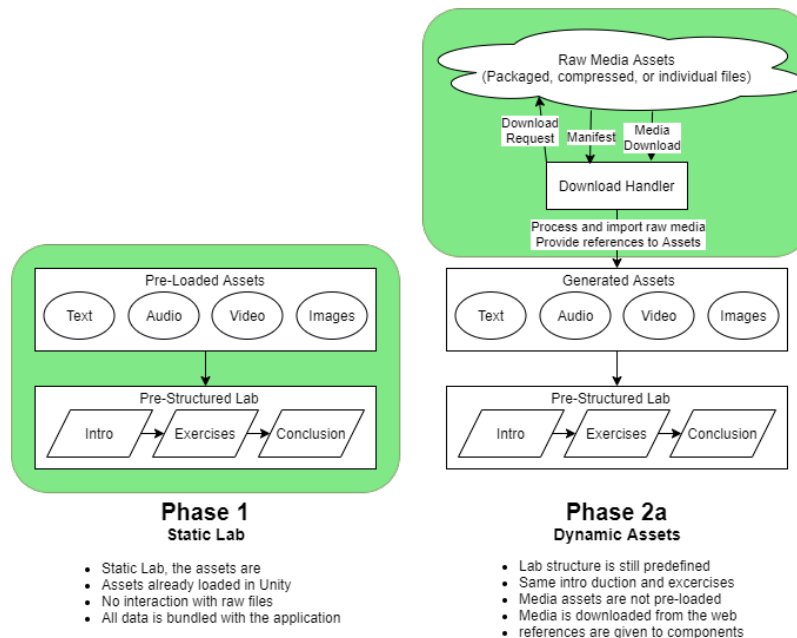 Pre-Loaded Assets
Text
Audio
Video
Images
Pre-Structured Lab
Intro
Exercises
Conclusion
Phase 1
Static Lab
Static Lab, the assets are
Assets already loaded in Unity
No interaction with raw files
All data is bundled with the application
Raw Media Assets
(Packaged, compressed, or individual files)
Download
Request
Manifest
Media
Download
Download Handler
Process and import raw media
Provide references to Assets
Generated Assets
Text
Audio
Video
Images
Pre-Structured Lab
Intro
Exercises
Conclusion
Phase 2a
Dynamic Assets
Lab structure is still predefined
Same intro duction and excercises
Media assets are not pre-loaded
Media is downloaded from the web
references are given to components